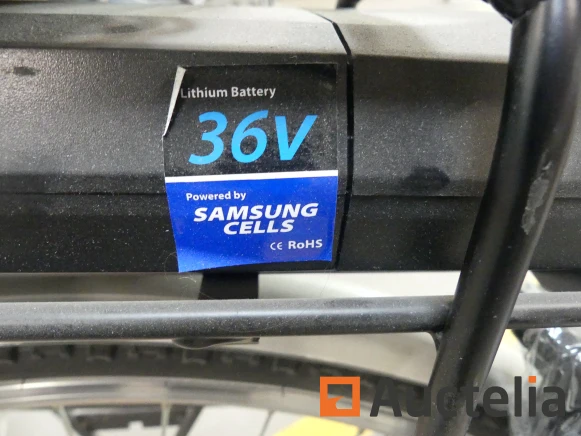 Lithium Battery
36V
Powered by
SAMSUNG
CELLS
CE RoHS
Auctelia